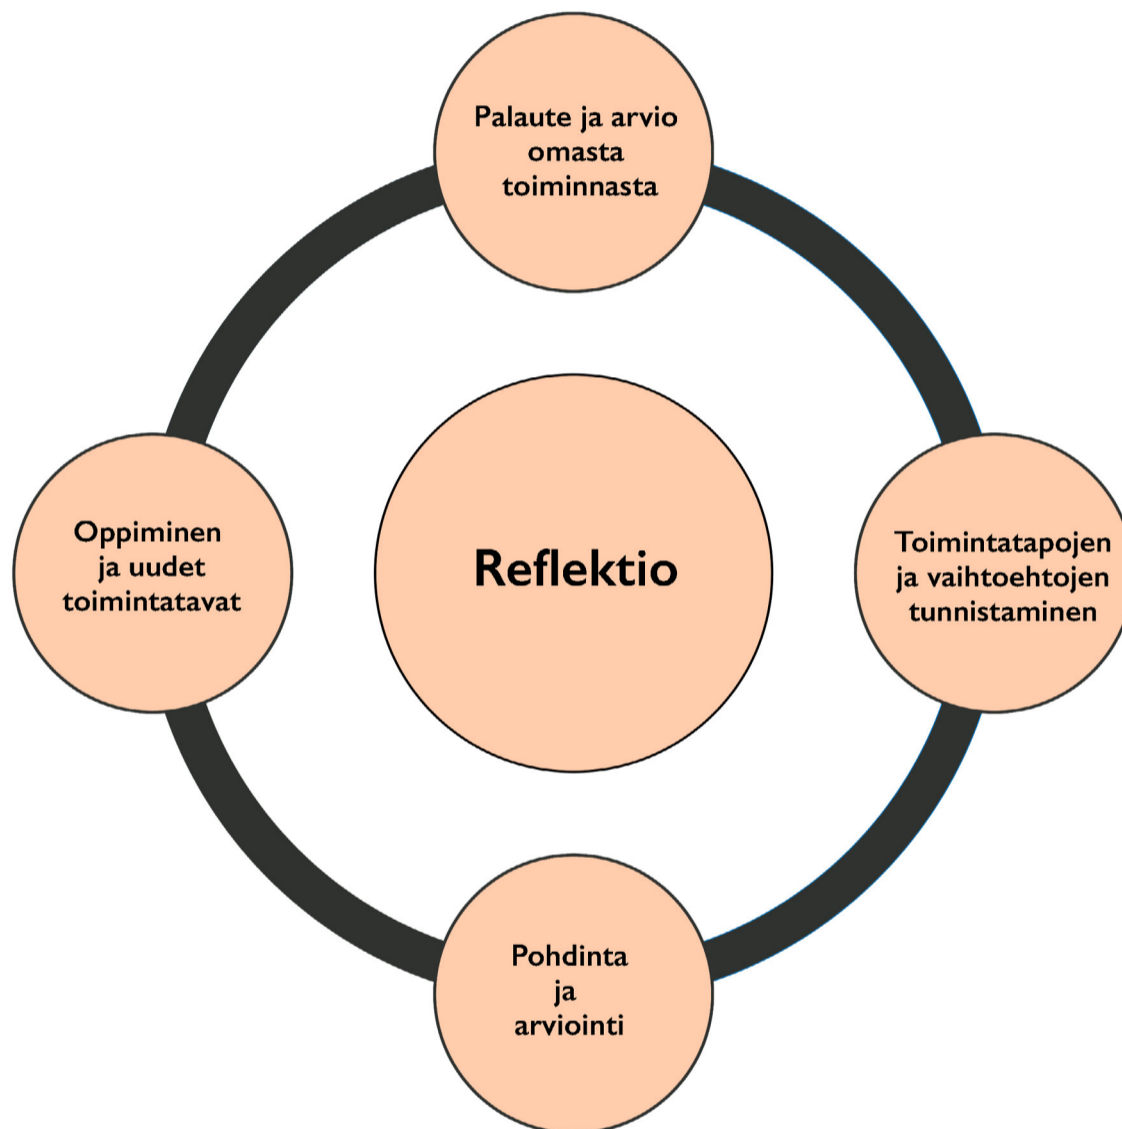 Palaute ja arvio
omasta
toiminnasta
Oppiminen
ja uudet
toimintatavat
Reflektio
Toimintatapojen
ja vaihtoehtojen
tunnistaminen
Pohdinta
ja
arviointi